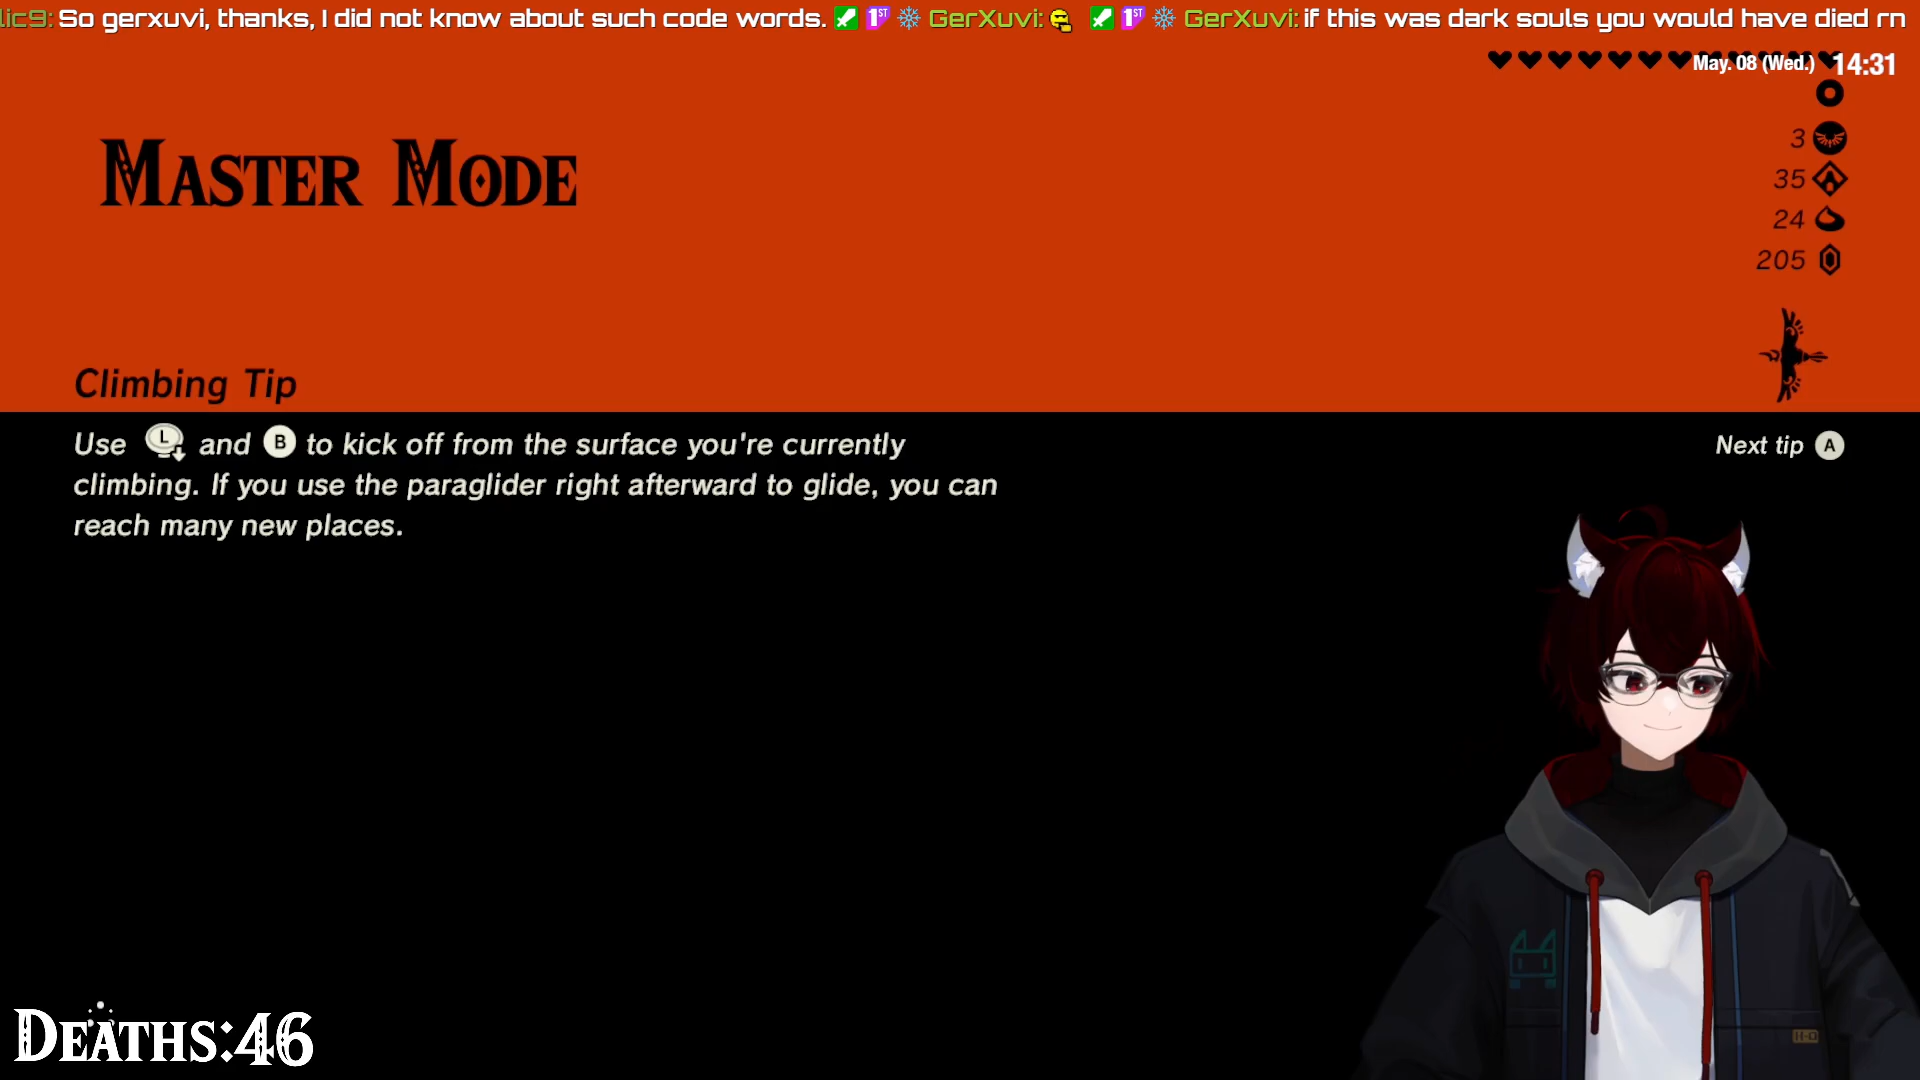 lic9: So gerxuvi, thanks, I did not know about such code words. 1ST GerXuvi: 1ST GerXuvi: if this was dark souls you would have died rn
May. 08 (Wed.) 14:31
MASTER MODE
3
35
24
205
Climbing Tip
Use L and B to kick off from the surface you're currently
climbing. If you use the paraglider right afterward to glide, you can
reach many new places.
Next tip A
H-0
DEATHS:46